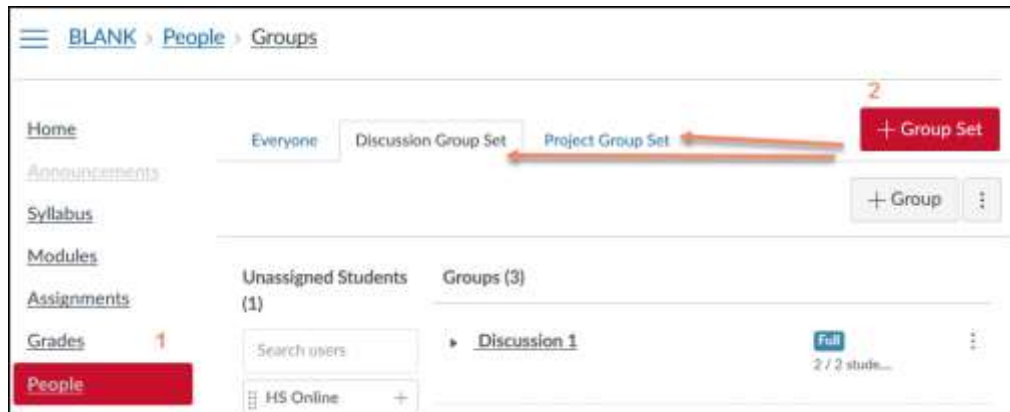 BLANK › People › Groups
2
+ Group Set
Home
Everyone
Discussion Group Set
Project Group Set
Announcements
+ Group
Syllabus
Modules
Unassigned Students
(1)
Groups (3)
Assignments
Grades
1
Search users
Discussion 1
Full
2 / 2 stude...
People
HS Online +